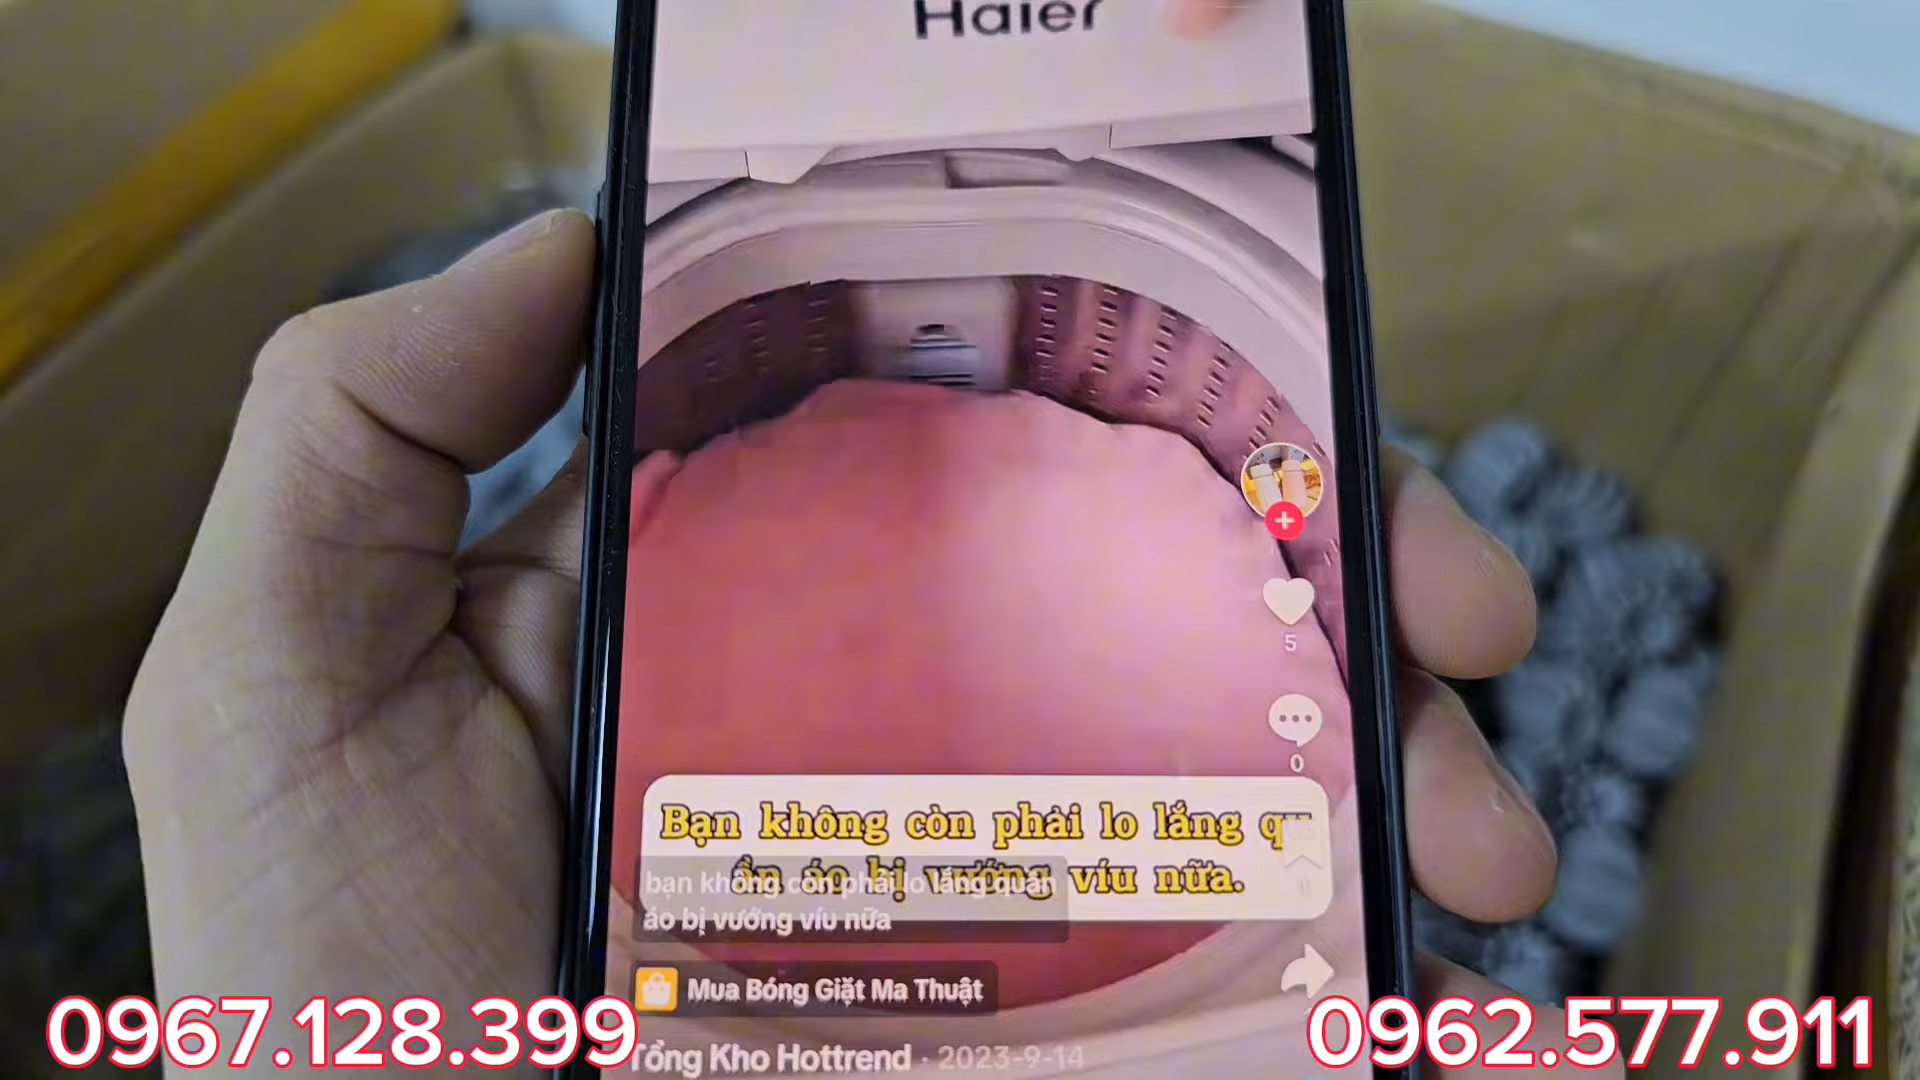 Haier
5
0
Bạn không còn phải lo lắng qu
ần áo bị vướng víu nữa.
bạn không còn phải lo lắng quần
áo bị vướng víu nữa
Mua Bóng Giặt Ma Thuật
Tổng Kho Hottrend · 2023-9-14
0967.128.399
0962.577.911